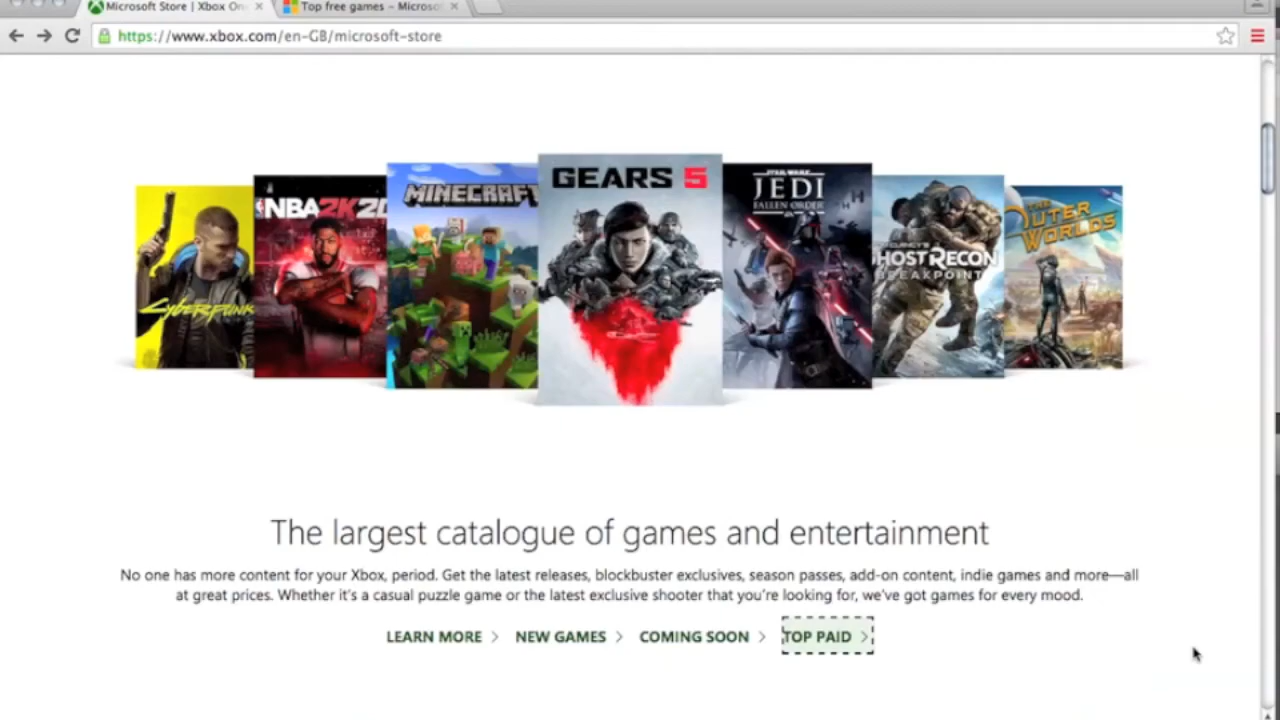 Microsoft Store | Xbox On
Top free games – Microsof
https://www.xbox.com/en-GB/microsoft-store
CYBERPUNK
NBA2K20
MINECRAFT
GEARS 5
STAR WARS
JEDI
FALLEN ORDER
CLANCY'S
GHOST RECON
BREAKPOINT
THE
OUTER
WORLDS
The largest catalogue of games and entertainment
No one has more content for your Xbox, period. Get the latest releases, blockbuster exclusives, season passes, add-on content, indie games and more—all
at great prices. Whether it's a casual puzzle game or the latest exclusive shooter that you're looking for, we've got games for every mood.
LEARN MORE NEW GAMES COMING SOON TOP PAID